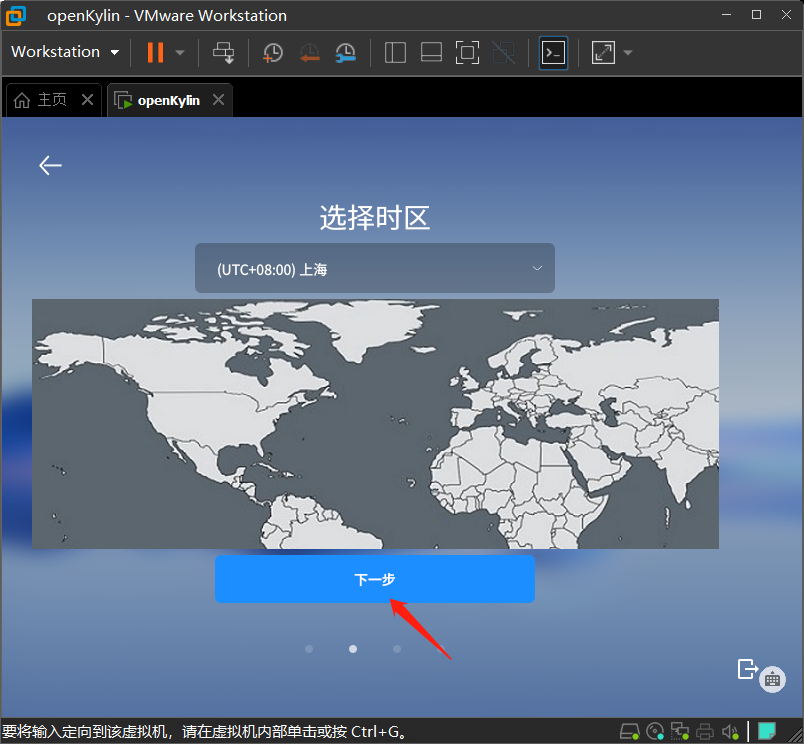 openKylin - VMware Workstation
Workstation
主页
openKylin
选择时区
(UTC+08:00) 上海
下一步
要将输入定向到该虚拟机，请在虚拟机内部单击或按 Ctrl+G。